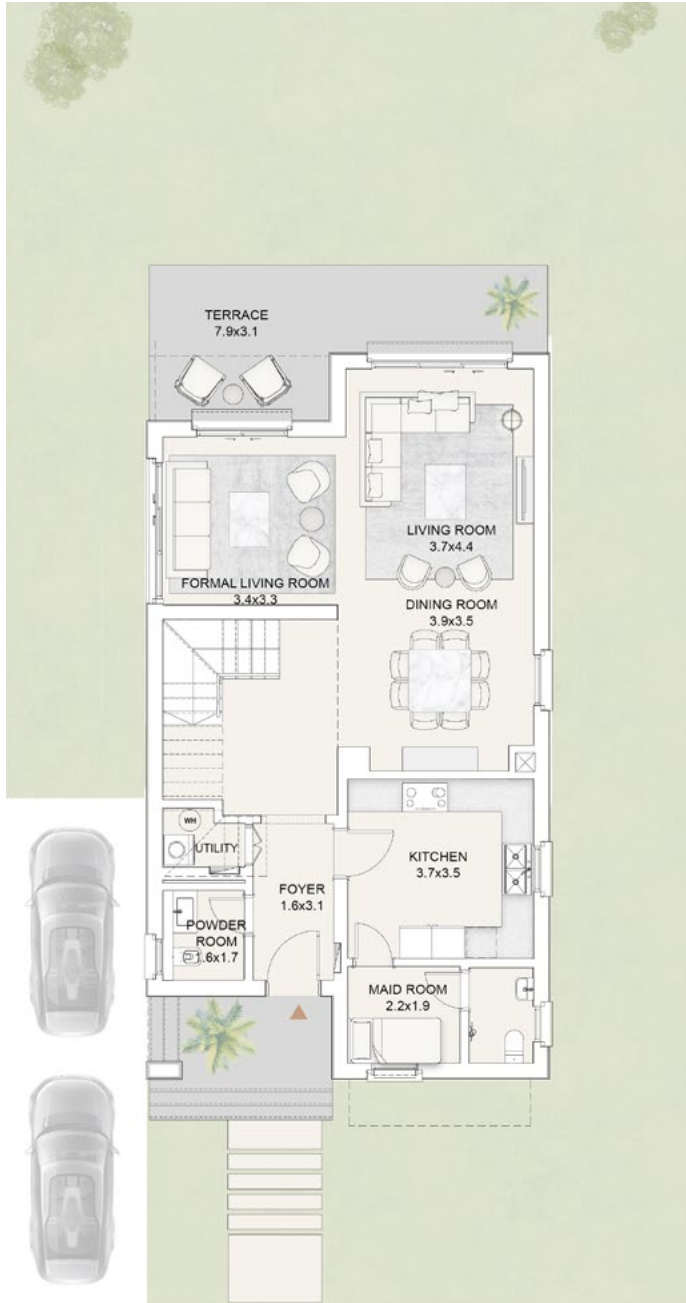 TERRACE
7.9x3.1
LIVING ROOM
3.7x4.4
FORMAL LIVING ROOM
3.4x3.3
DINING ROOM
3.9x3.5
WH
UTILITY
KITCHEN
3.7x3.5
FOYER
1.6x3.1
POWDER
ROOM
1.6x1.7
MAID ROOM
2.2x1.9